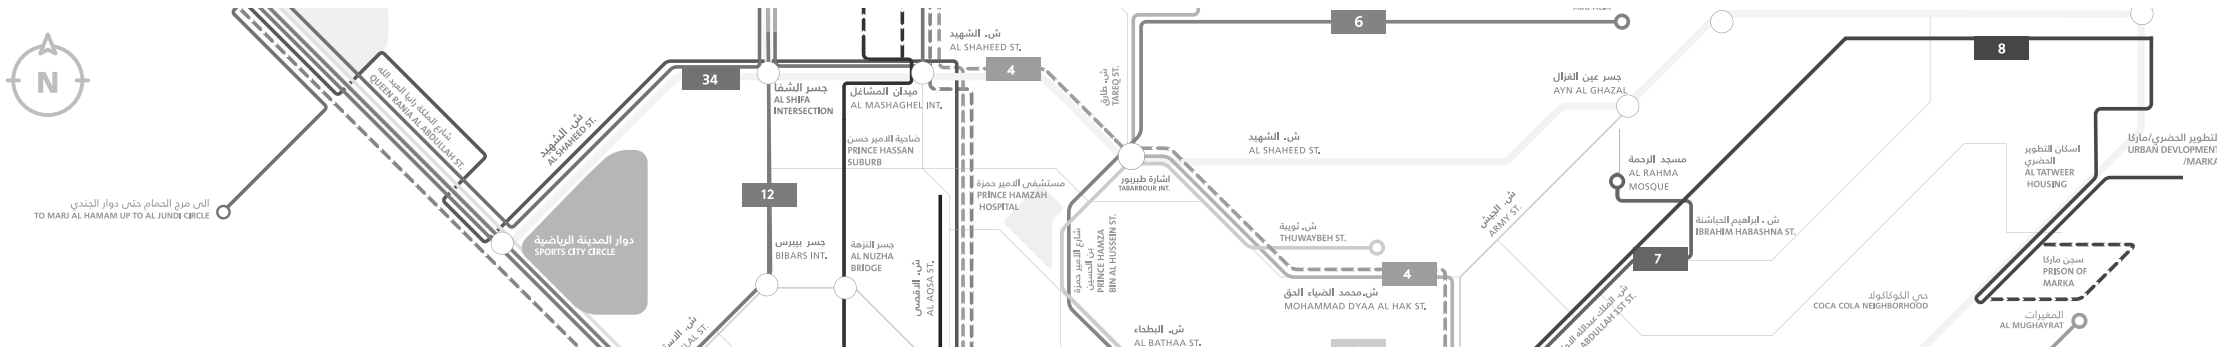 N
الى مرج الحمام حتى دوار الجندي
TO MARJ AL HAMAM UP TO AL JUNDI CIRCLE
شارع الملكة رانيا العبد الله
QUEEN RANIA AL ABDULLAH ST.
ش. الشهيد
AL SHAHEED ST.
دوار المدينة الرياضية
SPORTS CITY CIRCLE
34
جسر الشفا
AL SHIFA
INTERSECTION
12
جسر بيبرس
BIBARS INT.
ميدان المشاغل
AL MASHAGHEL INT.
ضاحية الامير حسن
PRINCE HASSAN
SUBURB
جسر النزهة
AL NUZHA
BRIDGE
ش. الاقصى
AL AQSA ST.
ش. الشهيد
AL SHAHEED ST.
4
مستشفى الامير حمزة
PRINCE HAMZAH
HOSPITAL
شارع الامير حمزة
بن الحسين
PRINCE HAMZA
BIN AL HUSSEIN ST.
ش. طارق
TAREQ ST.
اشارة طبربور
TABARBOUR INT.
ش. البطحاء
AL BATHAA ST.
6
ش. الشهيد
AL SHAHEED ST.
ش. ثويبة
THUWAYBEH ST.
4
ش.محمد الضياء الحق
MOHAMMAD DYAA AL HAK ST.
ش. الجيش
ARMY ST.
جسر عين الغزال
AYN AL GHAZAL
مسجد الرحمة
AL RAHMA
MOSQUE
ش . ابراهيم الحباشنة
IBRAHIM HABASHNA ST.
7
ABDULLAH 1ST ST.
8
حي الكوكاكولا
COCA COLA NEIGHBORHOOD
اسكان التطوير
الحضري
AL TATWEER
HOUSING
لتطوير الحضري/ماركا
URBAN DEVLOPMENT
/MARKA
سجن ماركا
PRISON OF
MARKA
المغيرات
AL MUGHAYRAT